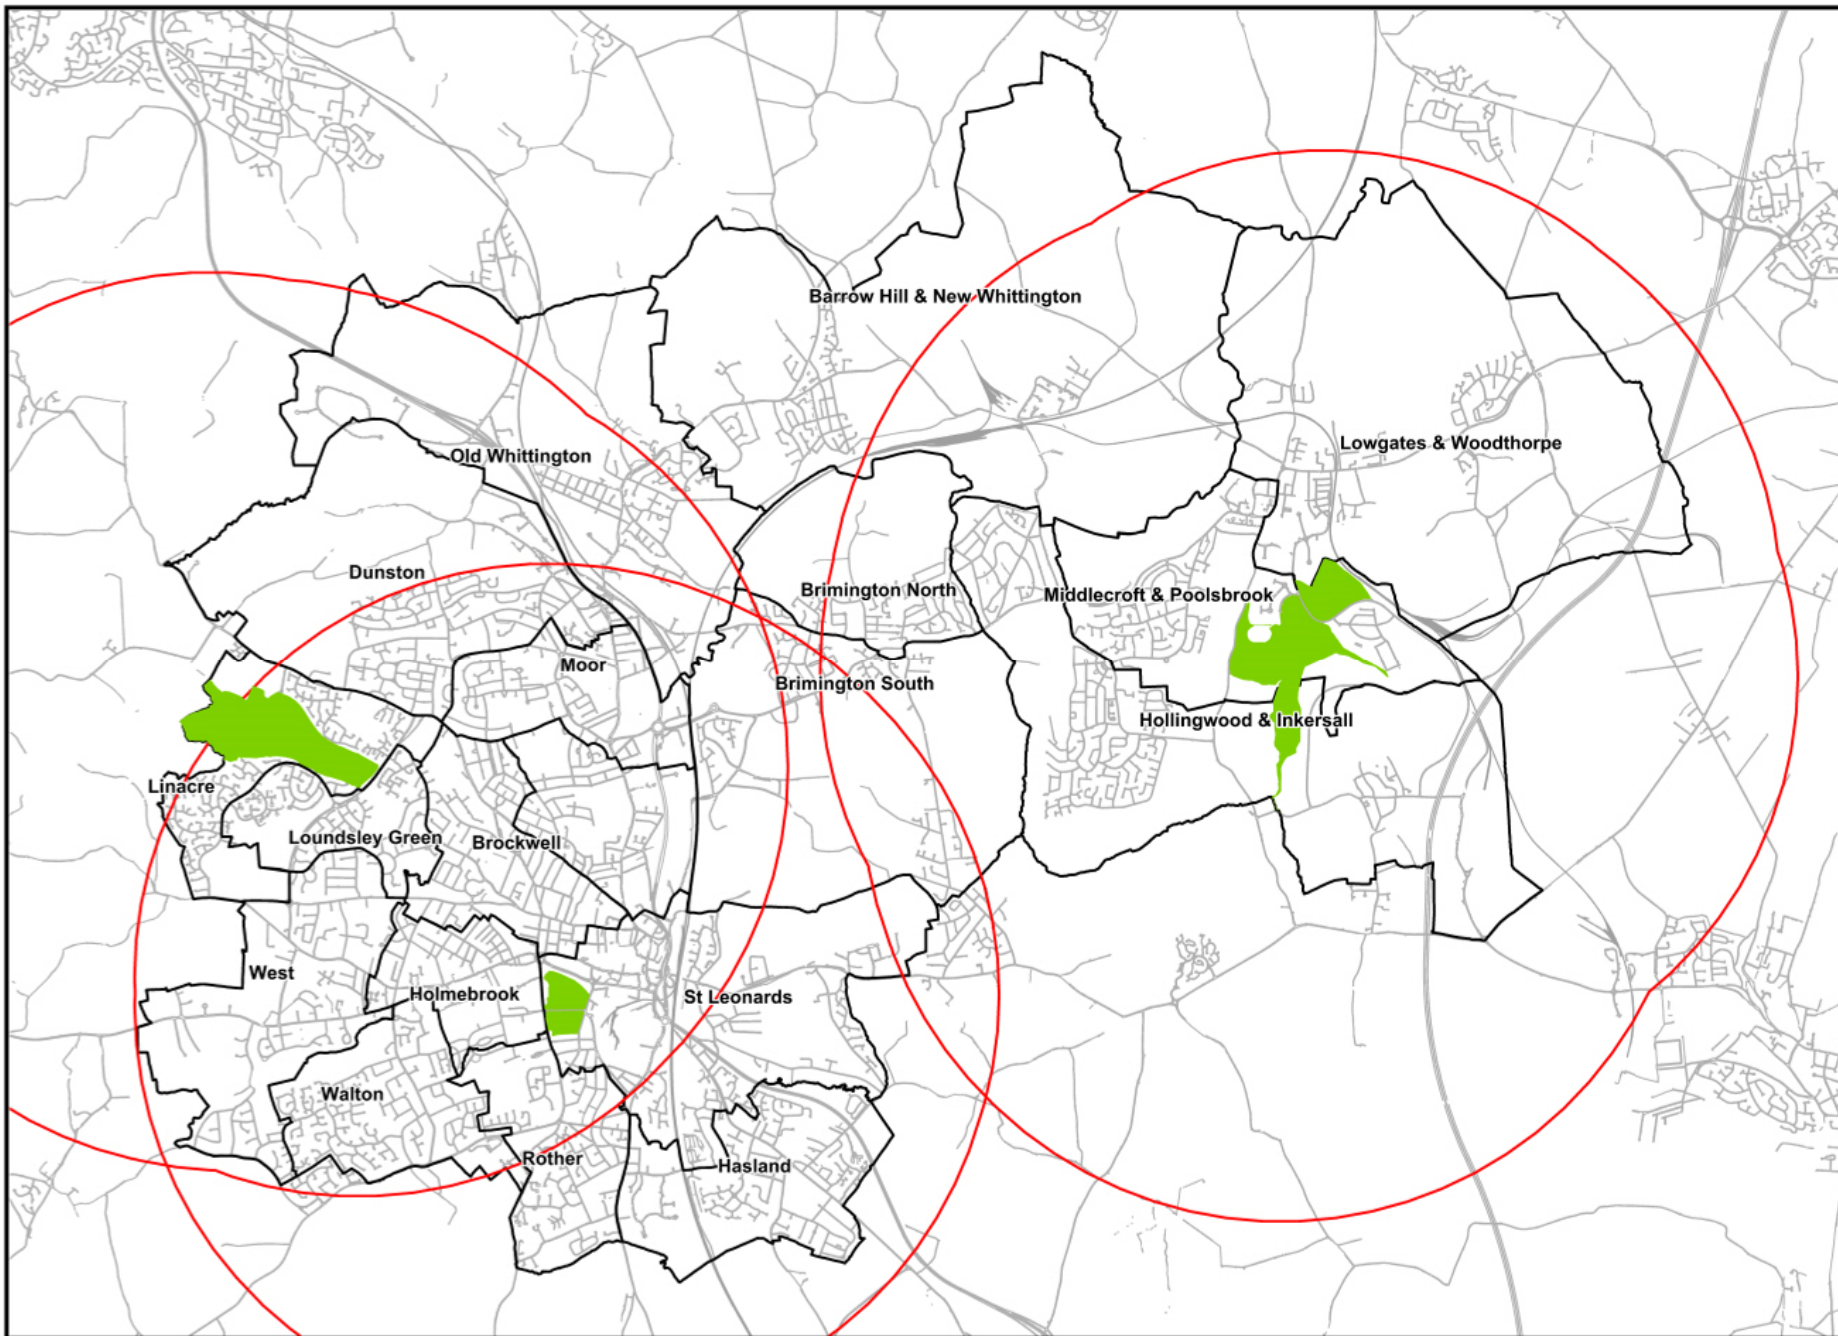 Barrow Hill & New Whittington
Lowgates & Woodthorpe
Old Whittington
Dunston
Brimington North
Middlecroft & Poolsbrook
Moor
Brimington South
Hollingwood & Inkersall
Linacre
Loundsley Green
Brockwell
West
Holmebrook
St Leonards
Walton
Rother
Hasland